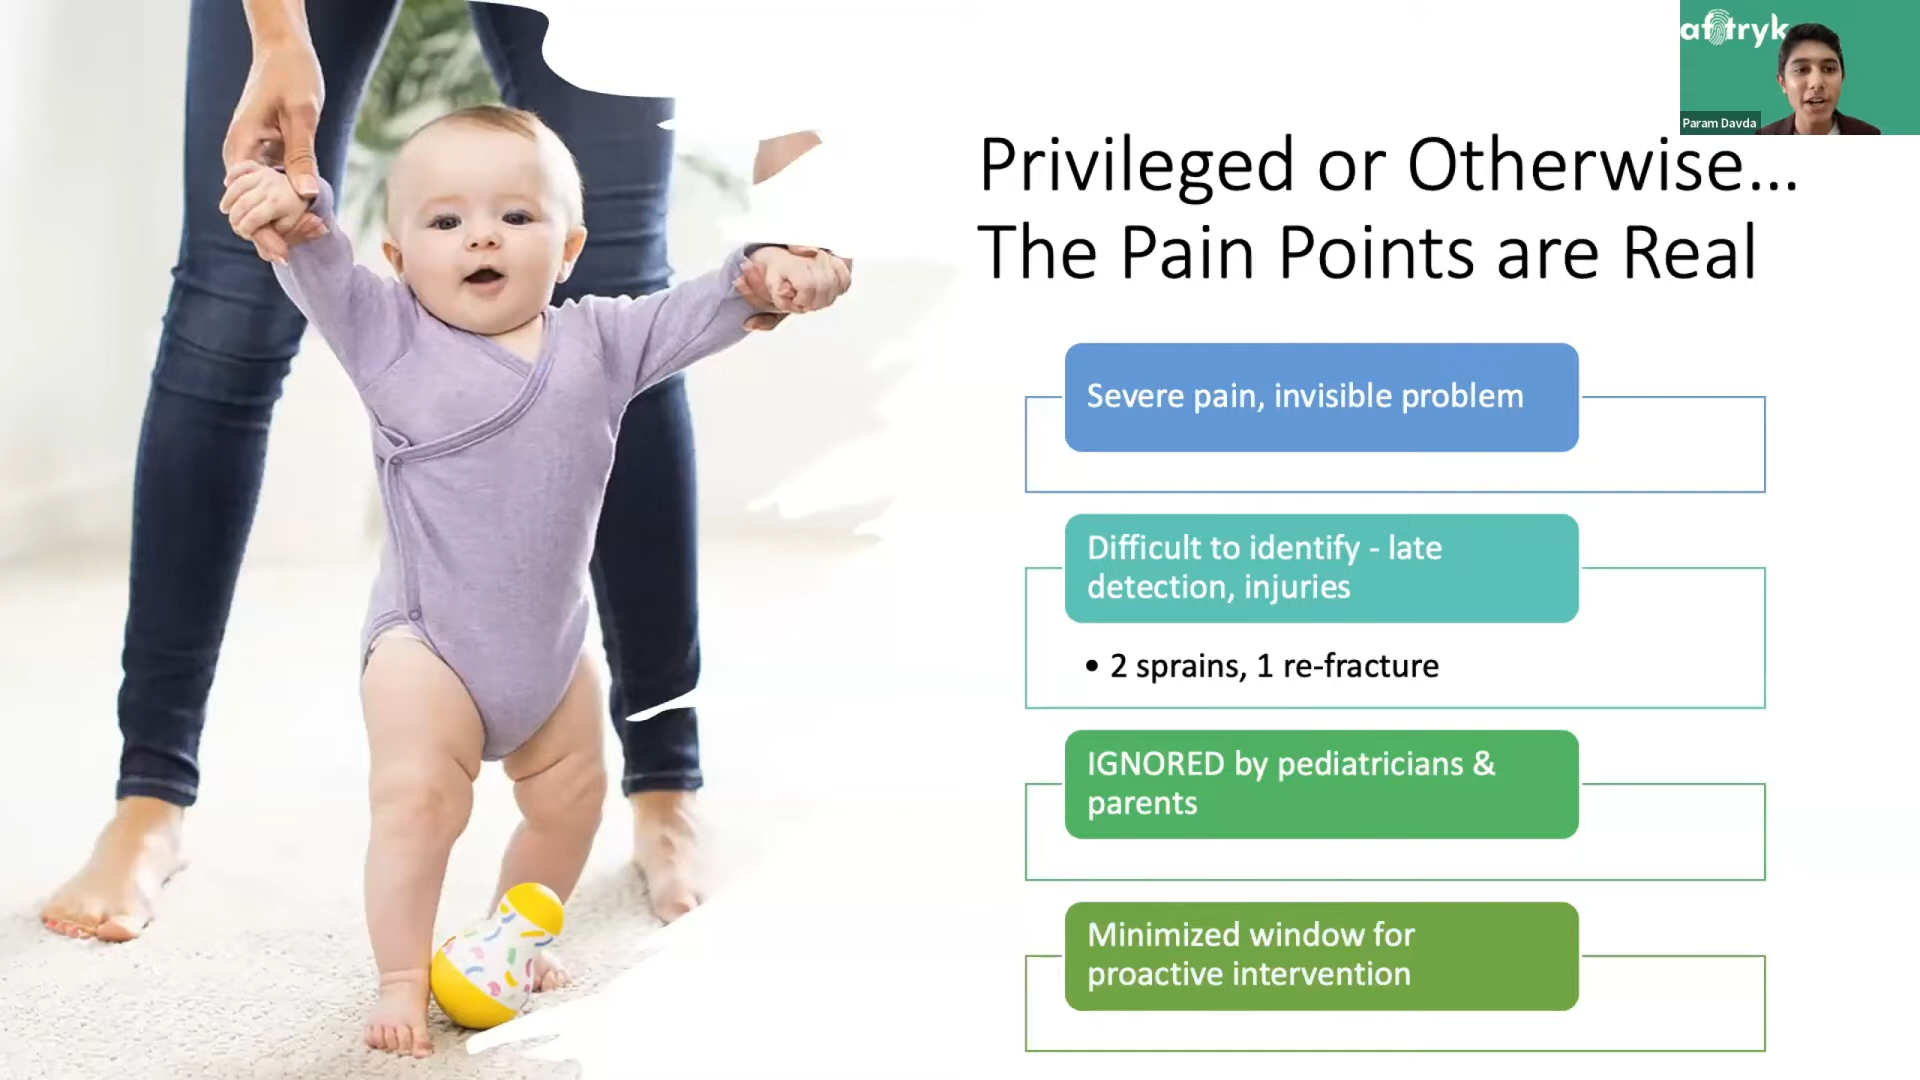 aftryk
Param Davda
Privileged or Otherwise...
The Pain Points are Real
Severe pain, invisible problem
Difficult to identify - late
detection, injuries
• 2 sprains, 1 re-fracture
IGNORED by pediatricians &
parents
Minimized window for
proactive intervention